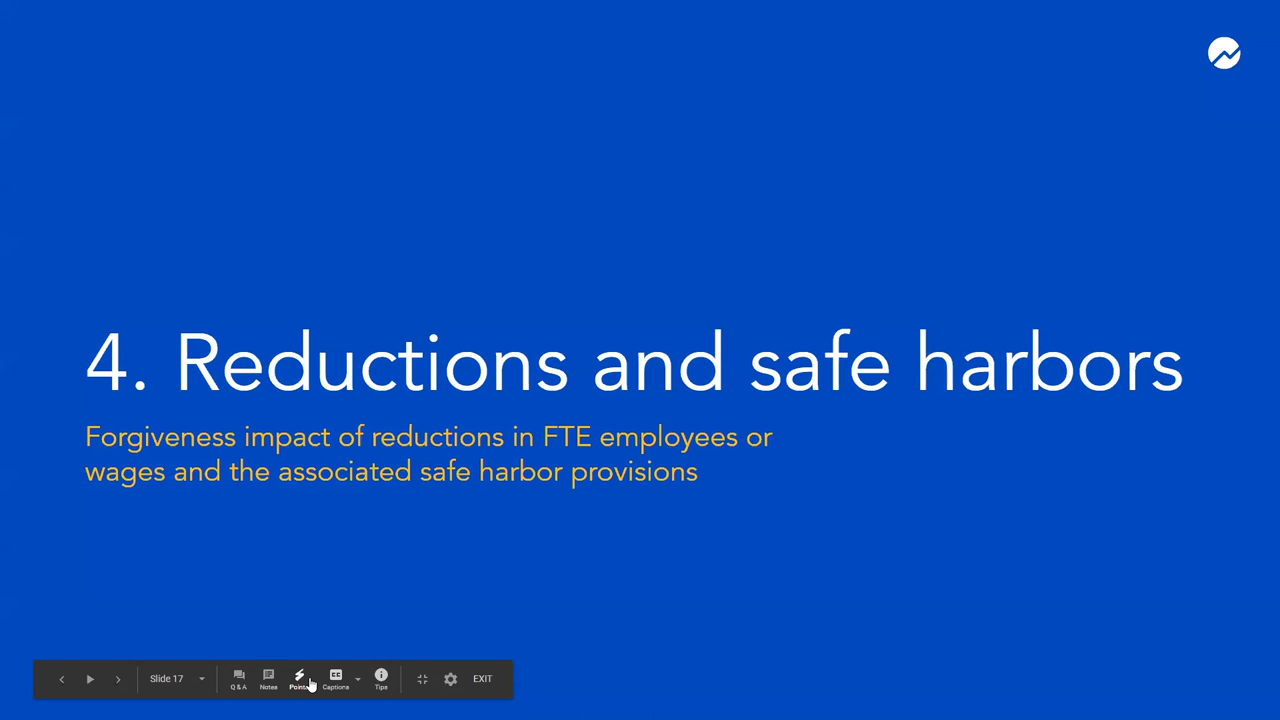 4. Reductions and safe harbors
Forgiveness impact of reductions in FTE employees or
wages and the associated safe harbor provisions
Slide 17
Q & A
Notes
Captions
Tips
EXIT